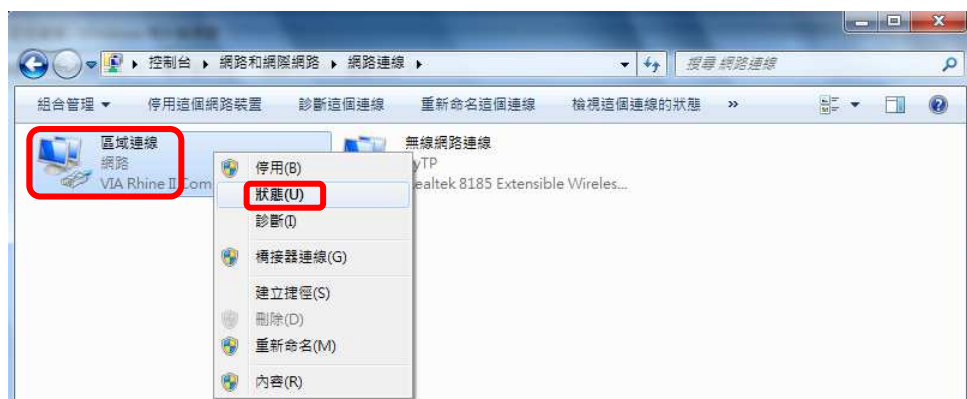 控制台 ▸ 網路和網際網路 ▸ 網路連線 ▸
搜尋 網路連線
組合管理 ▼ 停用這個網路裝置 診斷這個連線 重新命名這個連線 檢視這個連線的狀態 »
區域連線
網路
VIA Rhine II Com
無線網路連線
yTP
ealtek 8185 Extensible Wireles...
停用(B)
狀態(U)
診斷(I)
橋接器連線(G)
建立捷徑(S)
刪除(D)
重新命名(M)
內容(R)